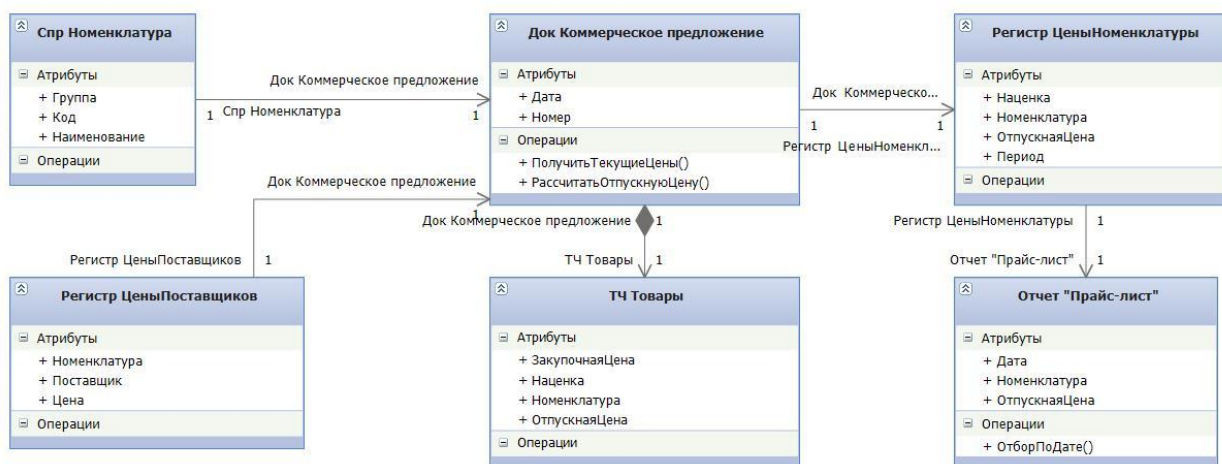 Спр Номенклатура
Атрибуты
+ Группа
+ Код
+ Наименование
Операции
Док Коммерческое предложение
1
Спр Номенклатура
1
Док Коммерческое предложение
Атрибуты
+ Дата
+ Номер
Операции
+ ПолучитьТекущиеЦены()
+ РассчитатьОтпускнуюЦену()
Док Коммерческо...
1
1
Регистр ЦеныНоменкл...
Регистр ЦеныНоменклатуры
Атрибуты
+ Наценка
+ Номенклатура
+ ОтпускнаяЦена
+ Период
Операции
Док Коммерческое предложение
1
Регистр ЦеныПоставщиков
1
Док Коммерческое предложение
1
ТЧ Товары
1
Регистр ЦеныНоменклатуры
1
Отчет "Прайс-лист"
1
Регистр ЦеныПоставщиков
Атрибуты
+ Номенклатура
+ Поставщик
+ Цена
Операции
ТЧ Товары
Атрибуты
+ ЗакупочнаяЦена
+ Наценка
+ Номенклатура
+ ОтпускнаяЦена
Операции
Отчет "Прайс-лист"
Атрибуты
+ Дата
+ Номенклатура
+ ОтпускнаяЦена
Операции
+ ОтборПоДате()